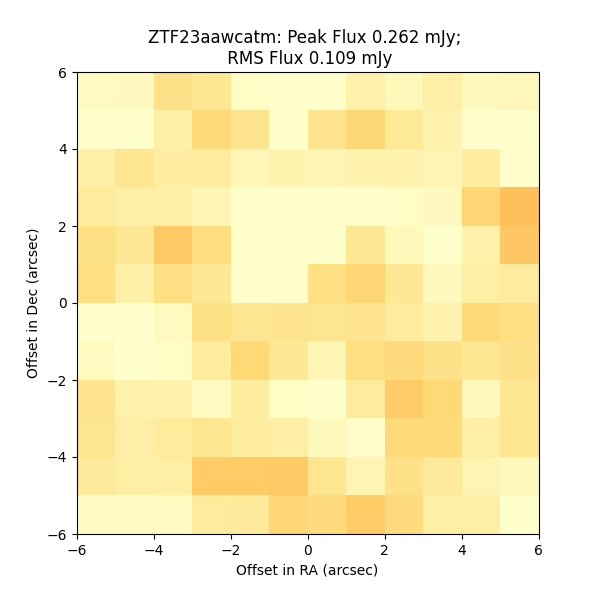 ZTF23aawcatm: Peak Flux 0.262 mJy;
RMS Flux 0.109 mJy
6
4
2
0
−2
−4
−6
Offset in Dec (arcsec)
−6 −4 −2 0 2 4 6
Offset in RA (arcsec)